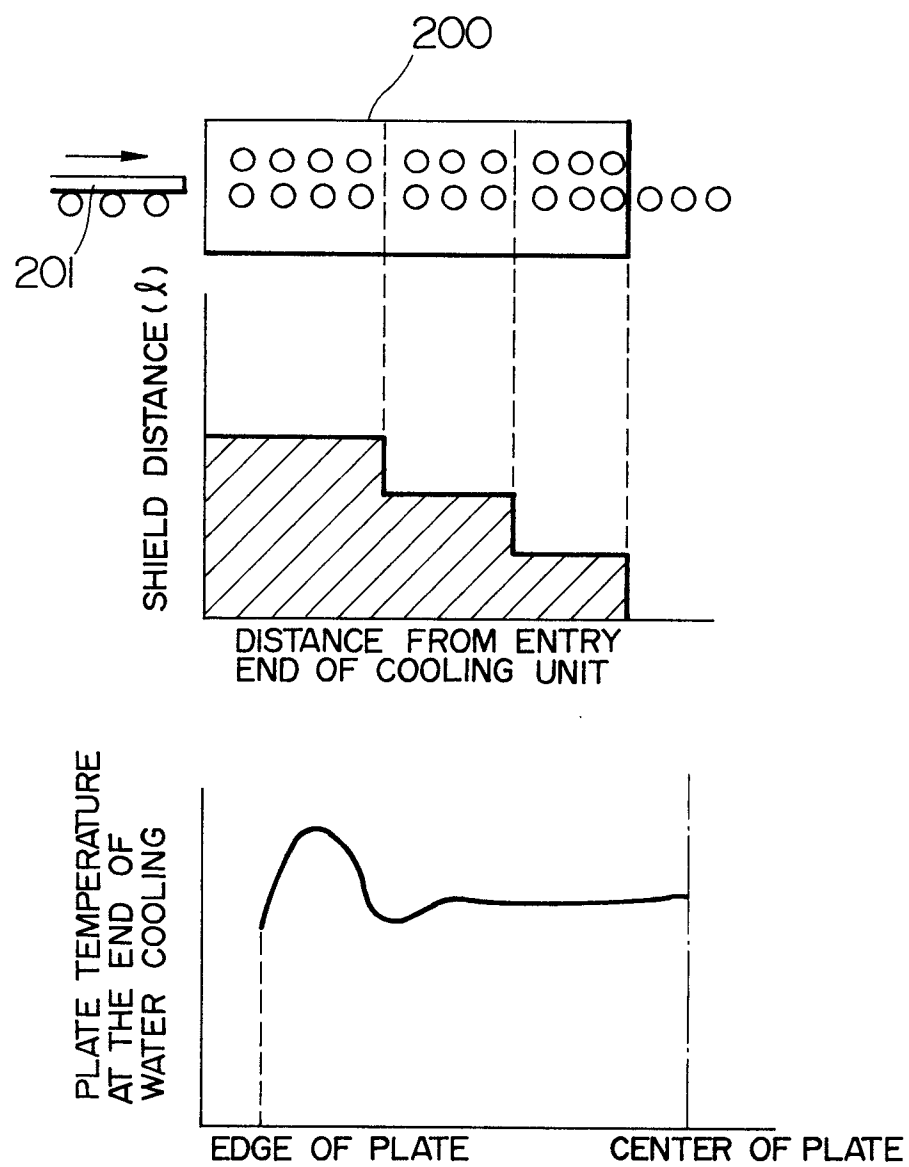 200
201
SHIELD DISTANCE (ℓ)
DISTANCE FROM ENTRY
END OF COOLING UNIT
PLATE TEMPERATURE
AT THE END OF
WATER COOLING
EDGE OF PLATE
CENTER OF PLATE